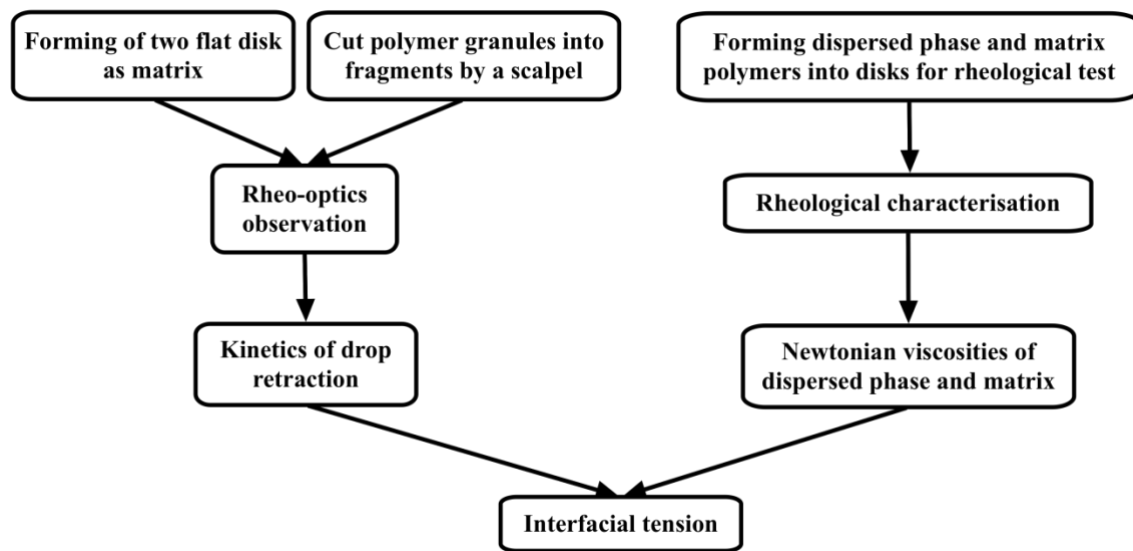 Forming of two flat disk
as matrix
Cut polymer granules into
fragments by a scalpel
Forming dispersed phase and matrix
polymers into disks for rheological test
Rheo-optics
observation
Rheological characterisation
Kinetics of drop
retraction
Newtonian viscosities of
dispersed phase and matrix
Interfacial tension